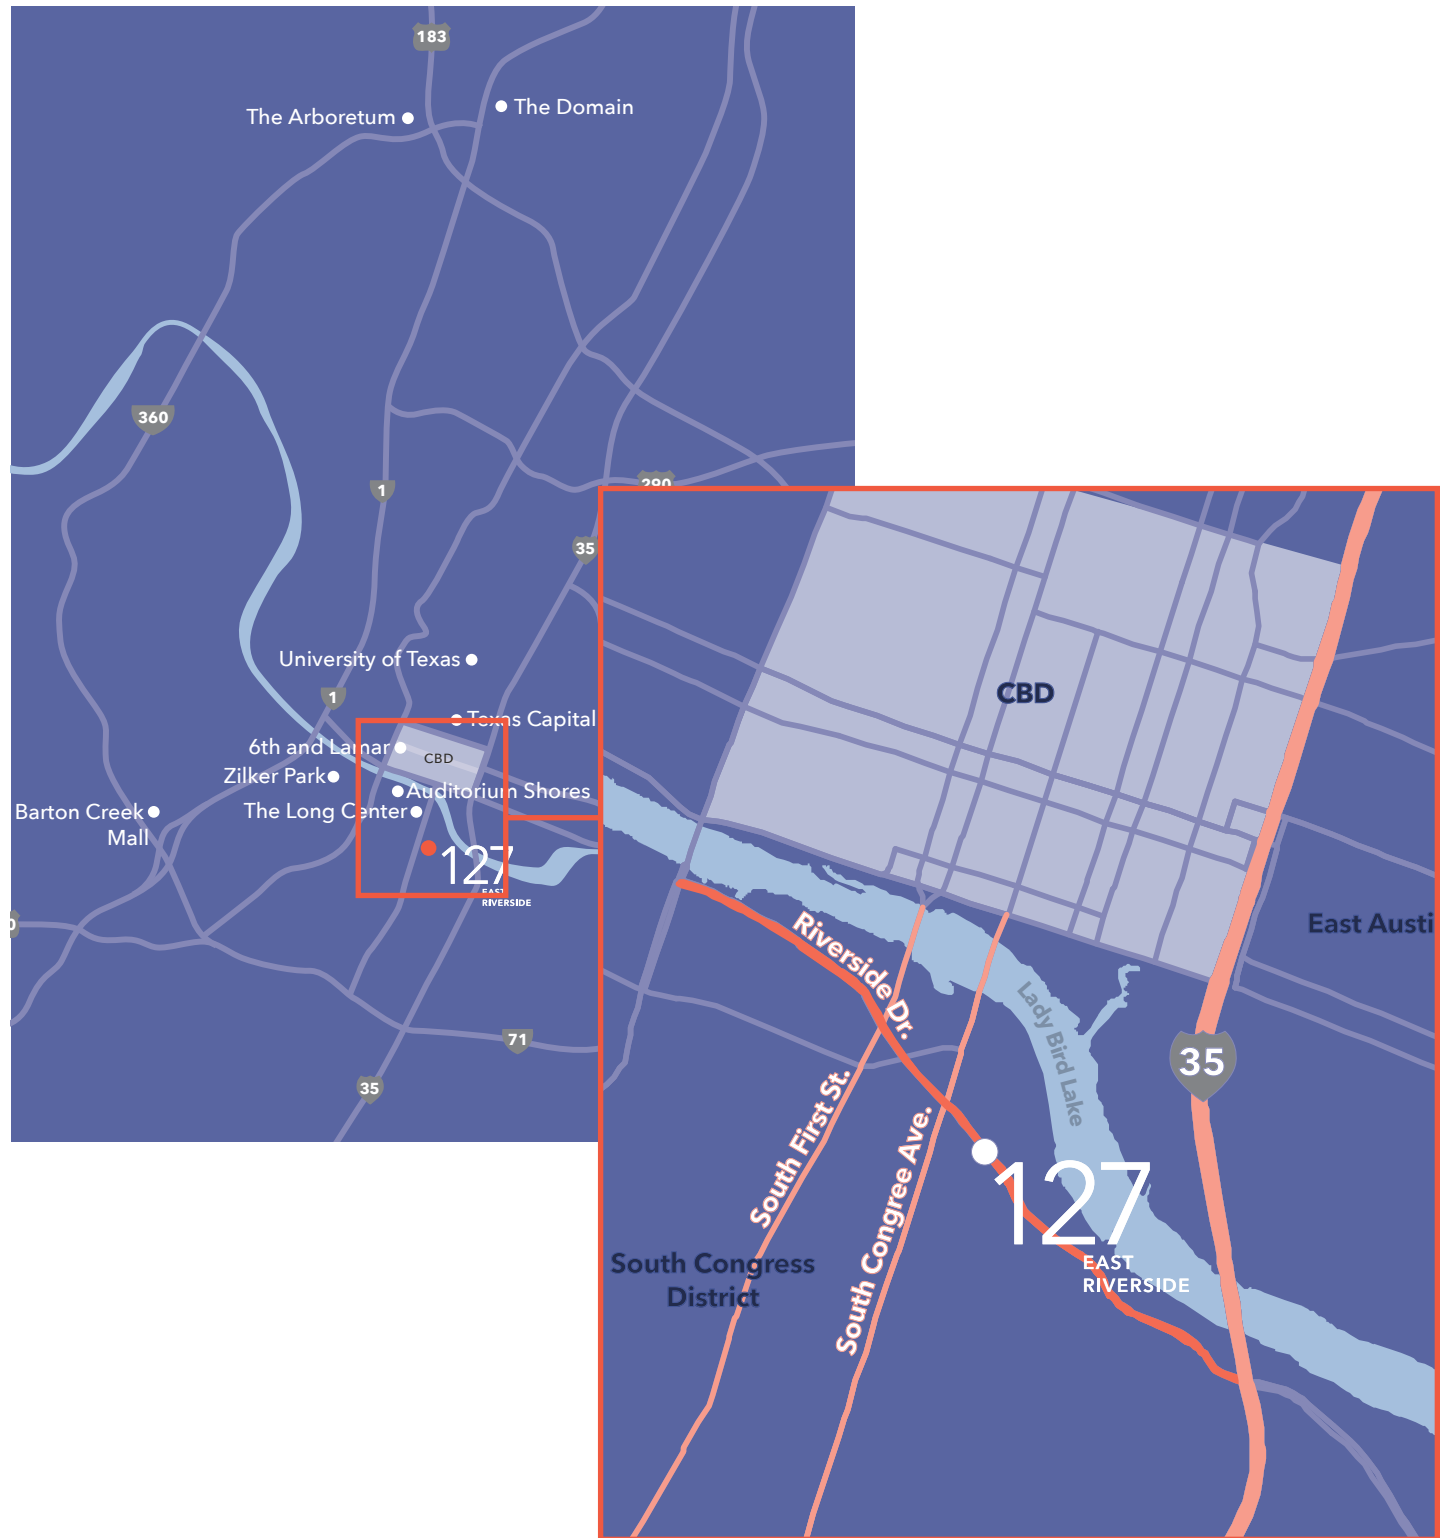 183
The Arboretum
The Domain
360
1
290
35
University of Texas
1
Texas Capital
6th and Lamar
CBD
Zilker Park
Auditorium Shores
Barton Creek
Mall
The Long Center
127
EAST
RIVERSIDE
0
71
35
CBD
East Austi
Riverside Dr.
Lady Bird Lake
35
South First St.
South Congree Ave.
127
EAST
RIVERSIDE
South Congress
District